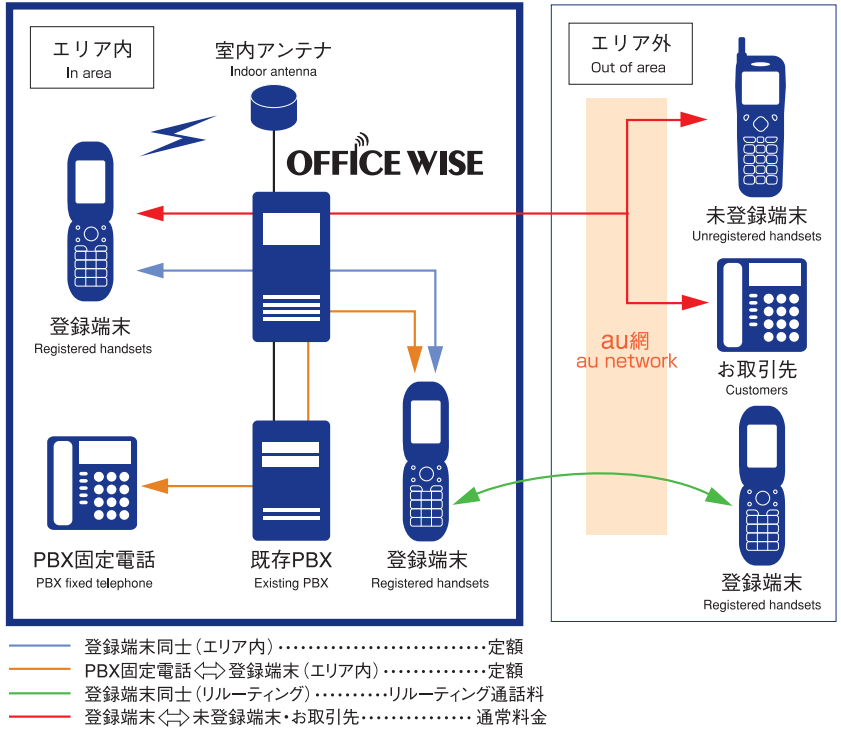 エリア内
In area
室内アンテナ
Indoor antenna
OFFICE WISE
登録端末
Registered handsets
PBX固定電話
PBX fixed telephone
既存PBX
Existing PBX
登録端末
Registered handsets
エリア外
Out of area
au網
au network
未登録端末
Unregistered handsets
お取引先
Customers
登録端末
Registered handsets
登録端末同士(エリア内)・・・・・・・・・・・・・・・・・・・・・・・・・・定額
PBX固定電話⇔登録端末(エリア内)・・・・・・・・・・・・・定額
登録端末同士(リルーティング)・・・・・・・・・リルーティング通話料
登録端末⇔未登録端末・お取引先・・・・・・・・・・・・・・通常料金